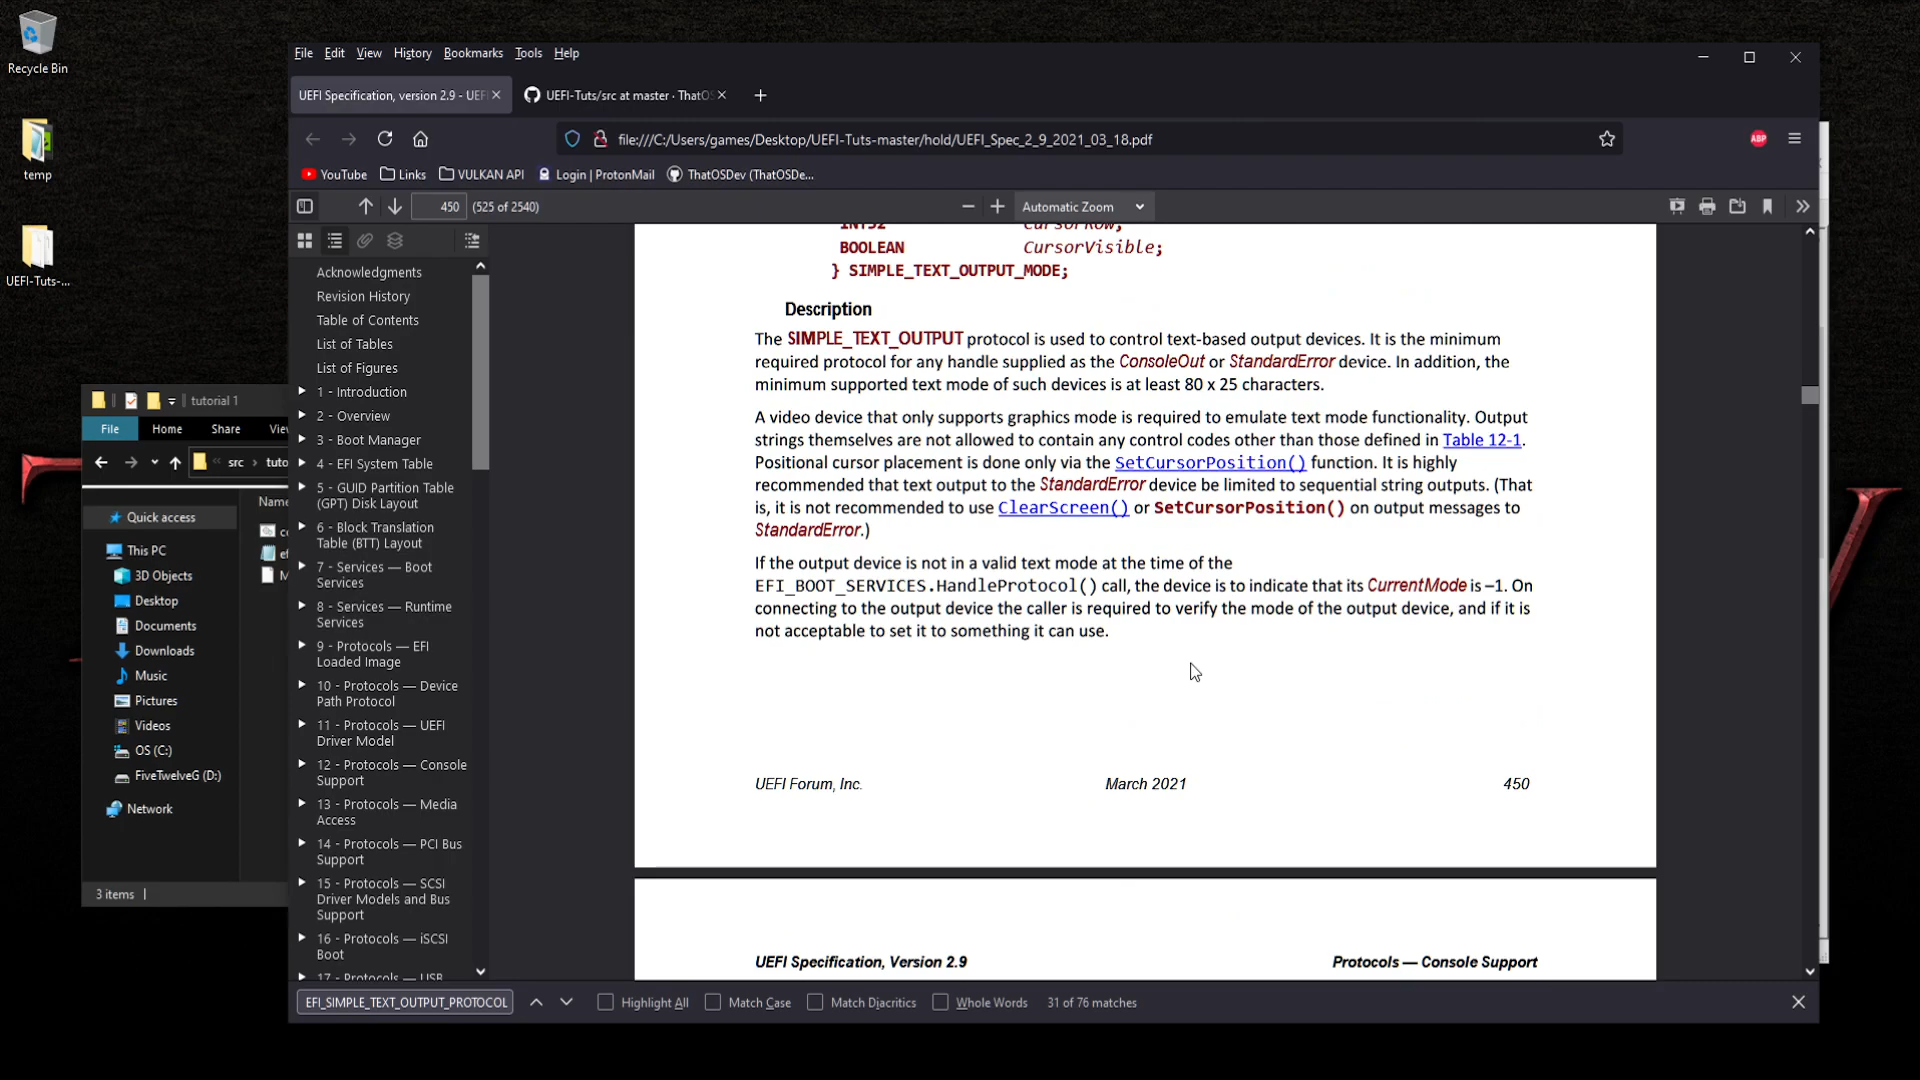 Recycle Bin
temp
UEFI-Tuts-...
File Edit View History Bookmarks Tools Help
UEFI Specification, version 2.9 - UEF
UEFI-Tuts/src at master · ThatOS
file:///C:/Users/games/Desktop/UEFI-Tuts-master/hold/UEFI_Spec_2_9_2021_03_18.pdf
ABP
YouTube Links VULKAN API Login | ProtonMail ThatOSDev (ThatOSDe...
450 (525 of 2540)
Automatic Zoom
Acknowledgments
Revision History
Table of Contents
List of Tables
List of Figures
1 - Introduction
2 - Overview
3 - Boot Manager
4 - EFI System Table
5 - GUID Partition Table
(GPT) Disk Layout
6 - Block Translation
Table (BTT) Layout
7 - Services — Boot
Services
8 - Services — Runtime
Services
9 - Protocols — EFI
Loaded Image
10 - Protocols — Device
Path Protocol
11 - Protocols — UEFI
Driver Model
12 - Protocols — Console
Support
13 - Protocols — Media
Access
14 - Protocols — PCI Bus
Support
15 - Protocols — SCSI
Driver Models and Bus
Support
16 - Protocols — iSCSI
Boot
17 - Protocols — USB
INT32 CursorRow;
BOOLEAN CursorVisible;
} SIMPLE_TEXT_OUTPUT_MODE;
Description
The SIMPLE_TEXT_OUTPUT protocol is used to control text-based output devices. It is the minimum
required protocol for any handle supplied as the ConsoleOut or StandardError device. In addition, the
minimum supported text mode of such devices is at least 80 x 25 characters.
A video device that only supports graphics mode is required to emulate text mode functionality. Output
strings themselves are not allowed to contain any control codes other than those defined in Table 12-1.
Positional cursor placement is done only via the SetCursorPosition() function. It is highly
recommended that text output to the StandardError device be limited to sequential string outputs. (That
is, it is not recommended to use ClearScreen() or SetCursorPosition() on output messages to
StandardError.)
If the output device is not in a valid text mode at the time of the
EFI_BOOT_SERVICES.HandleProtocol() call, the device is to indicate that its CurrentMode is –1. On
connecting to the output device the caller is required to verify the mode of the output device, and if it is
not acceptable to set it to something it can use.
UEFI Forum, Inc. March 2021 450
UEFI Specification, Version 2.9 Protocols — Console Support
EFI_SIMPLE_TEXT_OUTPUT_PROTOCOL
Highlight All Match Case Match Diacritics Whole Words 31 of 76 matches
tutorial 1
File Home Share Vie
src tuto
Name
Quick access
This PC
3D Objects
Desktop
Documents
Downloads
Music
Pictures
Videos
OS (C:)
FiveTwelveG (D:)
Network
3 items